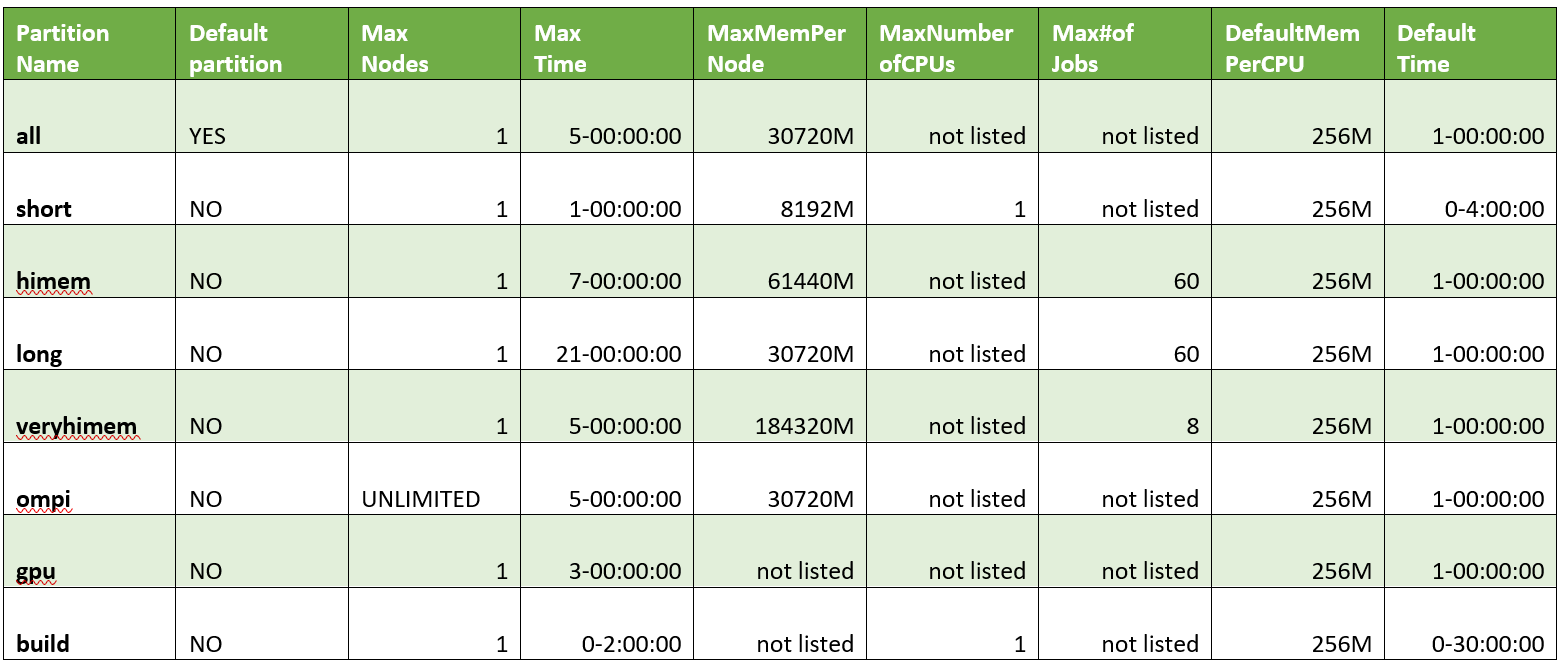 Partition Name Default partition Max Nodes Max Time MaxMemPer Node MaxNumber ofCPUs Max#of Jobs DefaultMem PerCPU Default Time
all YES 1 5-00:00:00 30720M not listed not listed 256M 1-00:00:00
short NO 1 1-00:00:00 8192M 1 not listed 256M 0-4:00:00
himem NO 1 7-00:00:00 61440M not listed 60 256M 1-00:00:00
long NO 1 21-00:00:00 30720M not listed 60 256M 1-00:00:00
veryhimem NO 1 5-00:00:00 184320M not listed 8 256M 1-00:00:00
ompi NO UNLIMITED 5-00:00:00 30720M not listed not listed 256M 1-00:00:00
gpu NO 1 3-00:00:00 not listed not listed not listed 256M 1-00:00:00
build NO 1 0-2:00:00 not listed 1 not listed 256M 0-30:00:00